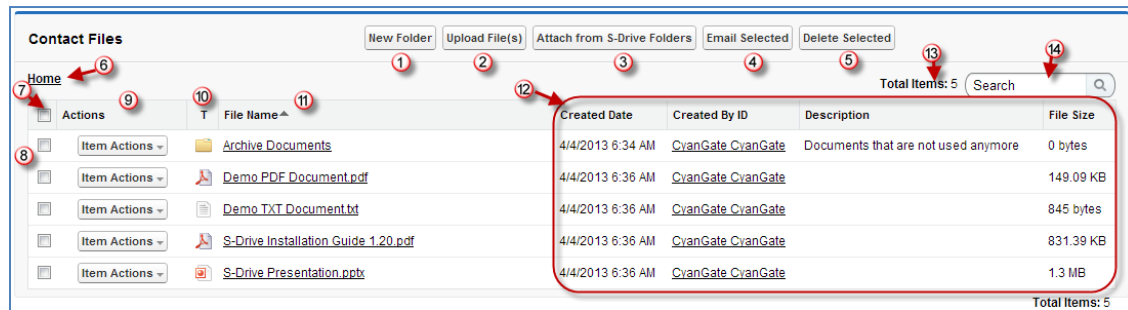 Contact Files New Folder Upload File(s) Attach from S-Drive Folders Email Selected Delete Selected
1 2 3 4 5 13 14
Home 6 Total Items: 5 Search
7 9 10 11 12
Actions T File Name Created Date Created By ID Description File Size
8 Item Actions Archive Documents 4/4/2013 6:34 AM CyanGate CyanGate Documents that are not used anymore 0 bytes
Item Actions Demo PDF Document.pdf 4/4/2013 6:36 AM CyanGate CyanGate 149.09 KB
Item Actions Demo TXT Document.txt 4/4/2013 6:36 AM CyanGate CyanGate 845 bytes
Item Actions S-Drive Installation Guide 1.20.pdf 4/4/2013 6:36 AM CyanGate CyanGate 831.39 KB
Item Actions S-Drive Presentation.pptx 4/4/2013 6:36 AM CyanGate CyanGate 1.3 MB
Total Items: 5